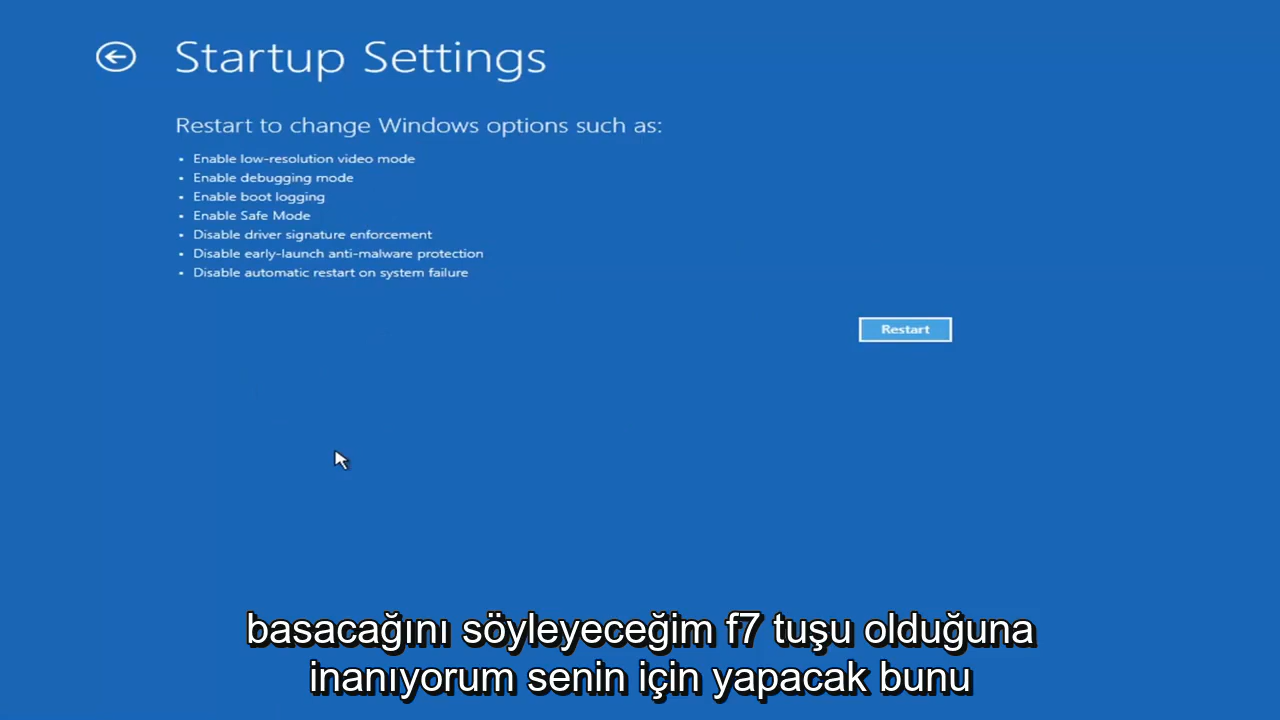 Startup Settings
Restart to change Windows options such as:
• Enable low-resolution video mode
• Enable debugging mode
• Enable boot logging
• Enable Safe Mode
• Disable driver signature enforcement
• Disable early-launch anti-malware protection
• Disable automatic restart on system failure
Restart
basacağını söyleyeceğim f7 tuşu olduğuna
inanıyorum senin için yapacak bunu